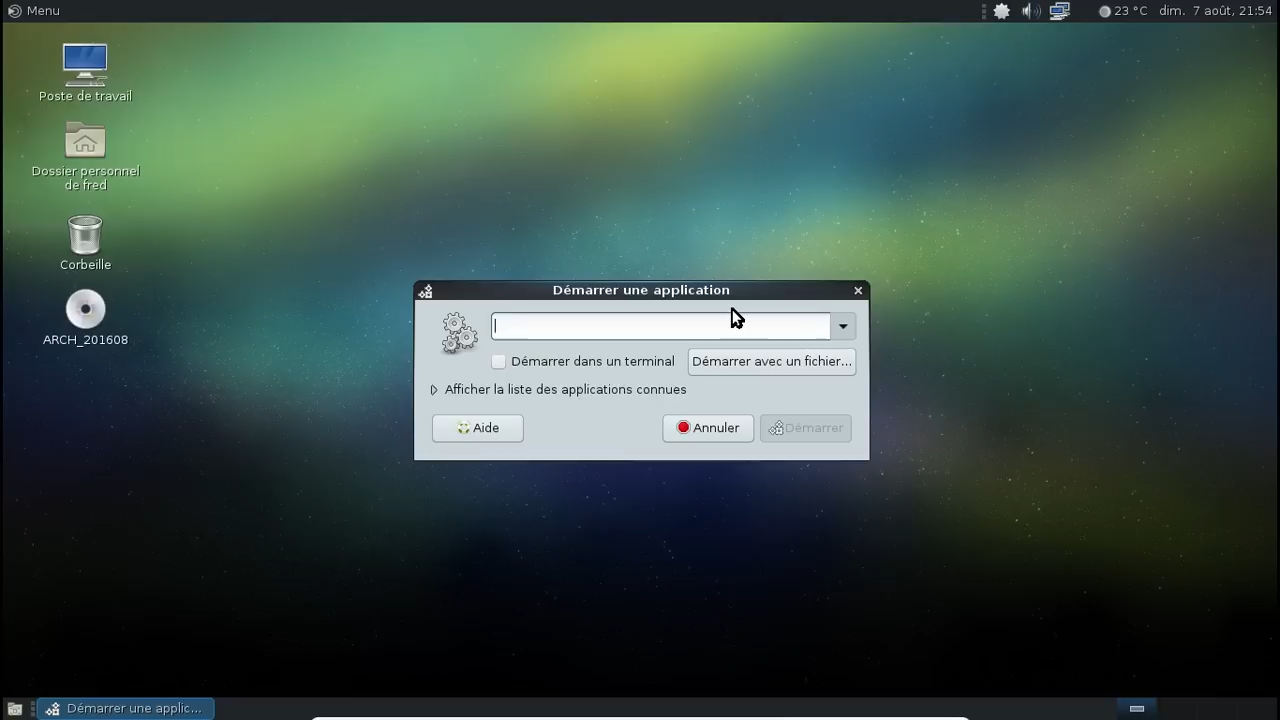 Menu
23 °C
dim. 7 août, 21:54
Poste de travail
Dossier personnel
de fred
Corbeille
ARCH_201608
Démarrer une application
Démarrer dans un terminal
Démarrer avec un fichier...
Afficher la liste des applications connues
Aide
Annuler
Démarrer
Démarrer une applic...